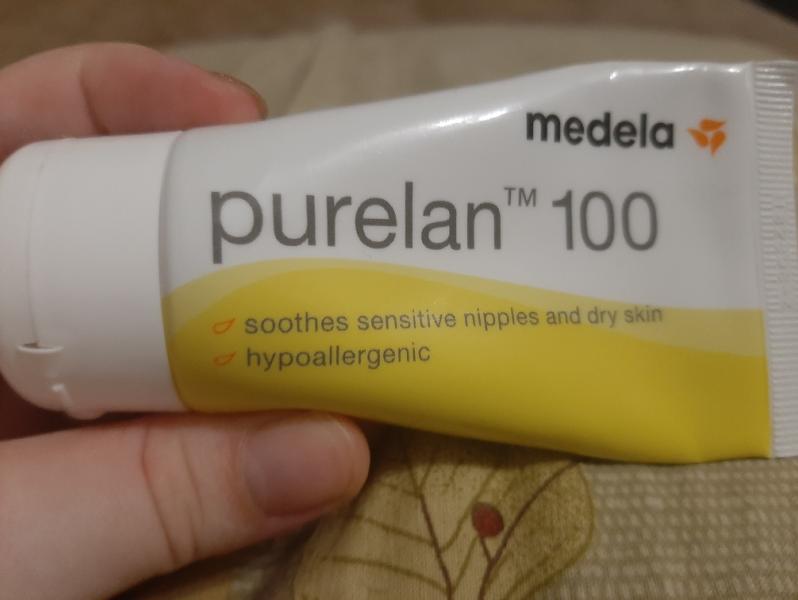 medela
purelan™ 100
soothes sensitive nipples and dry skin
hypoallergenic